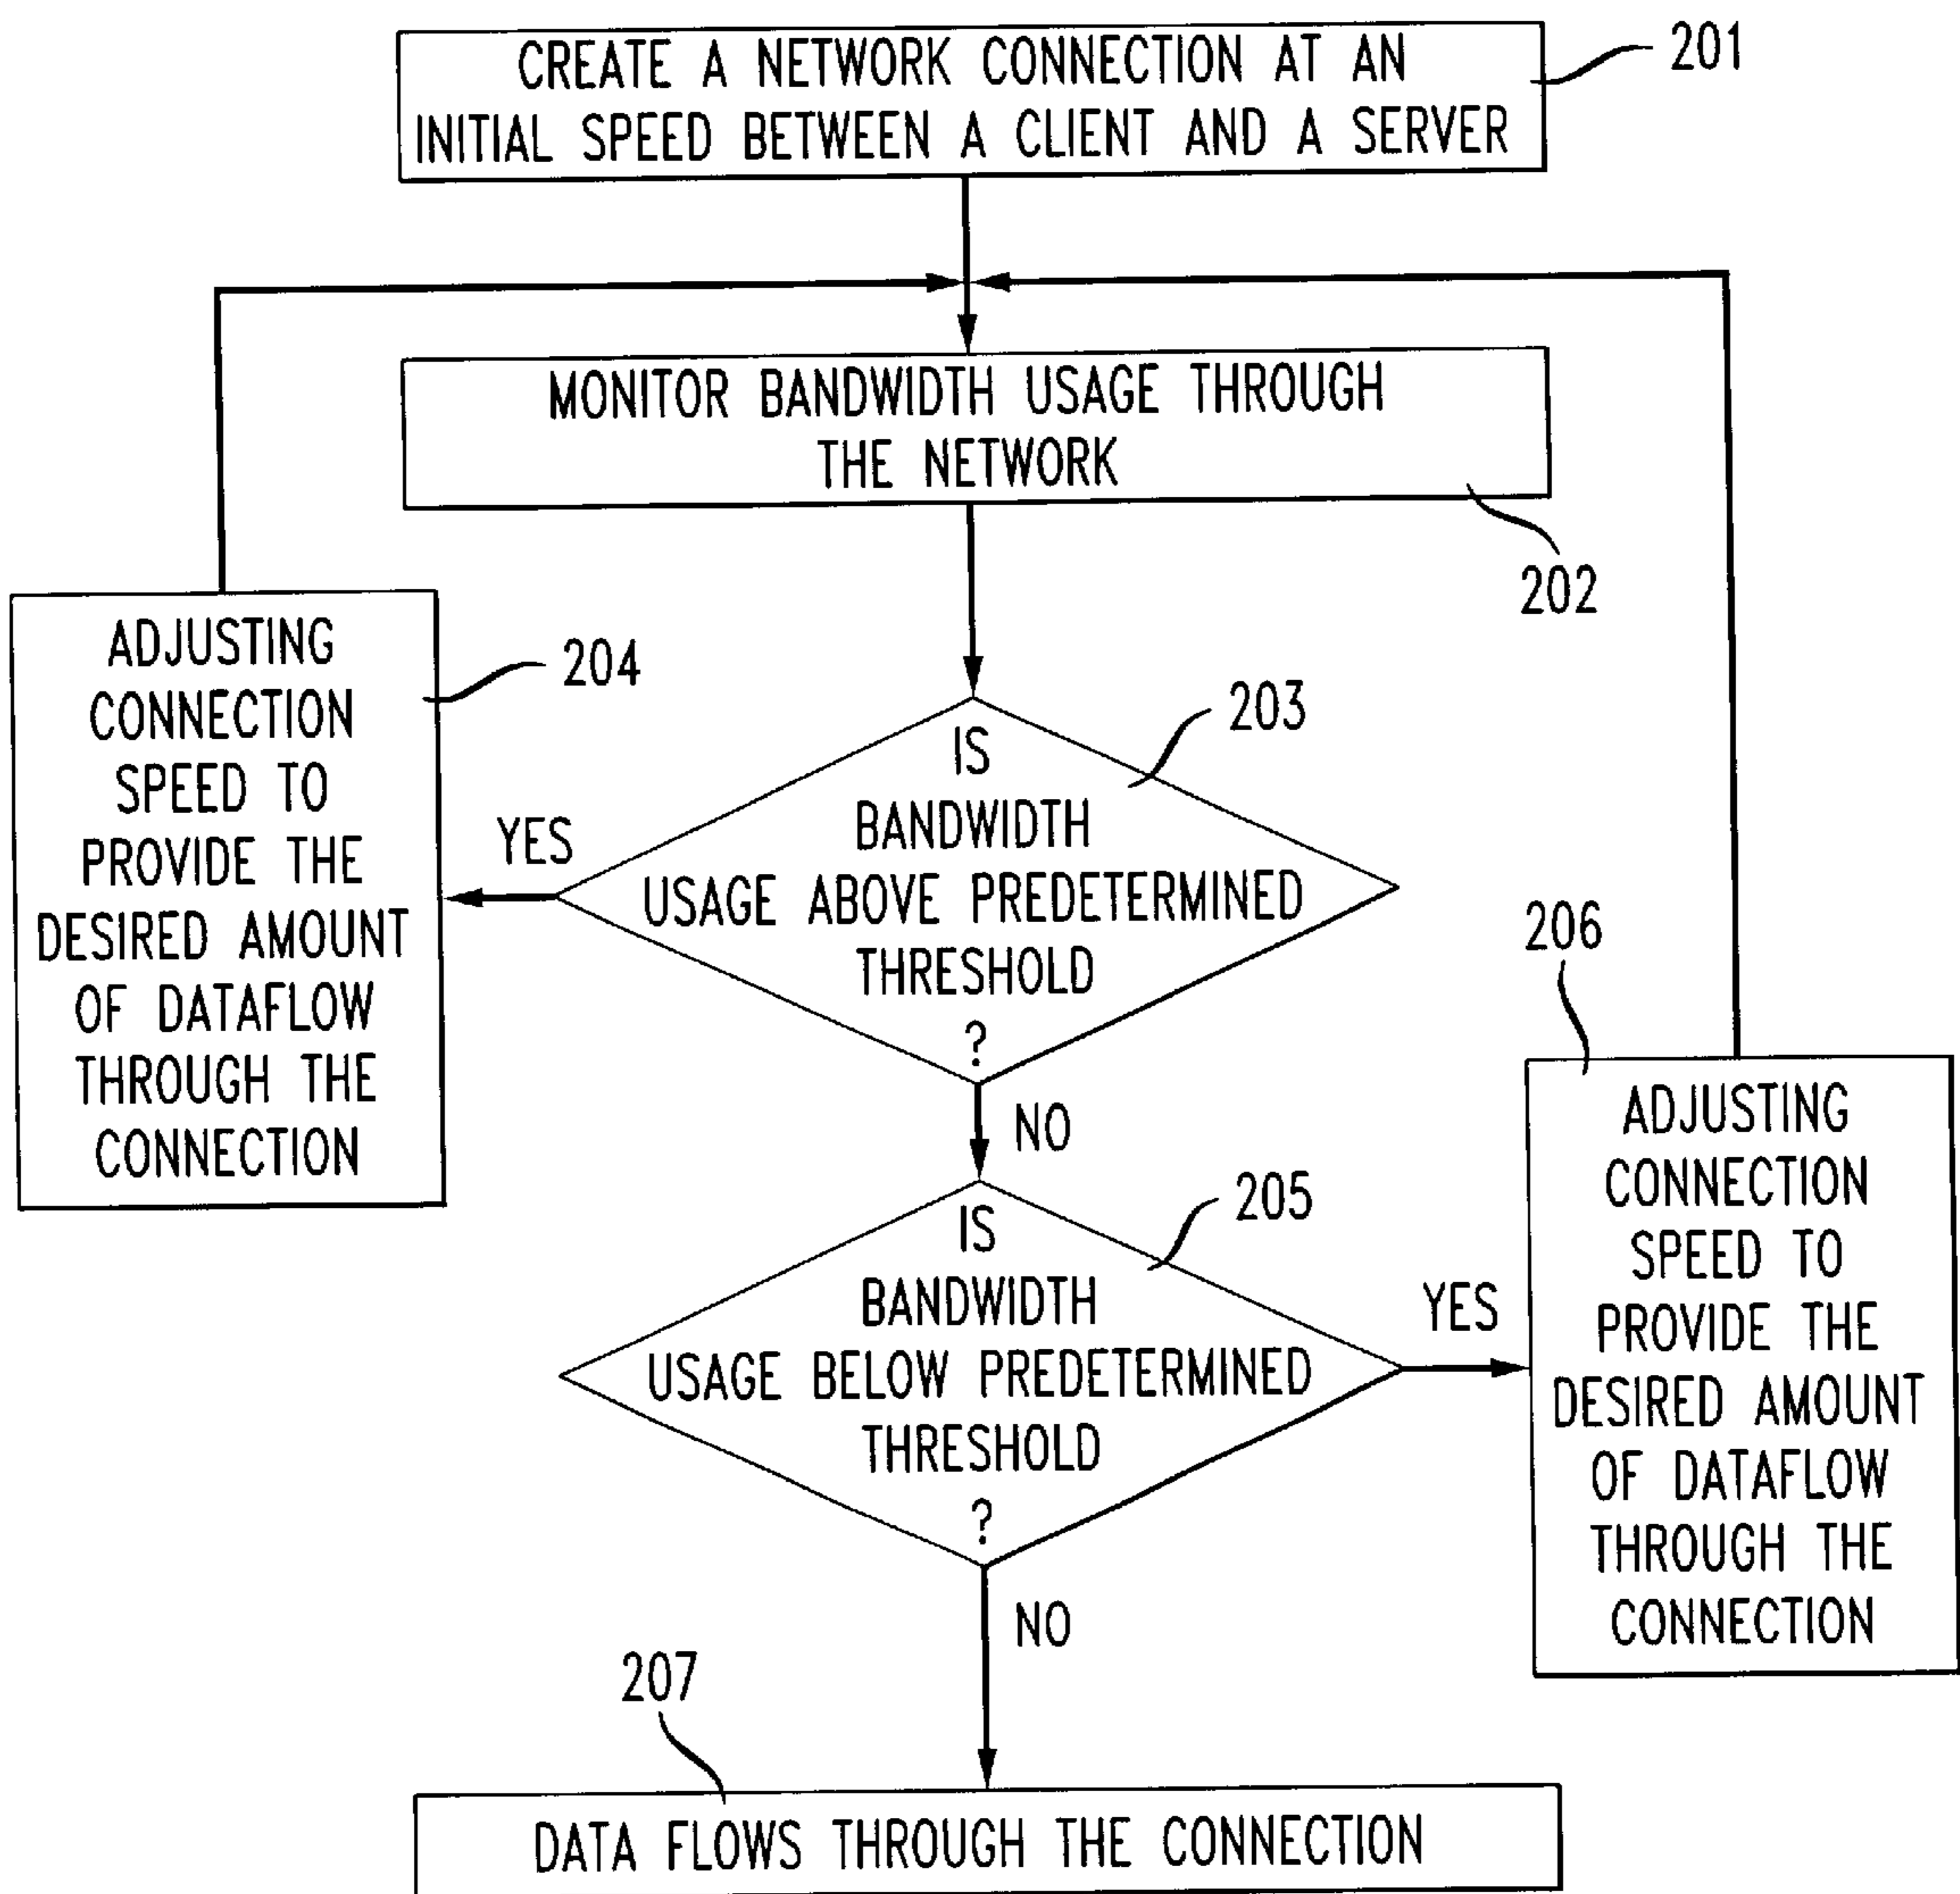 CREATE A NETWORK CONNECTION AT AN
INITIAL SPEED BETWEEN A CLIENT AND A SERVER
201
MONITOR BANDWIDTH USAGE THROUGH
THE NETWORK
202
ADJUSTING
CONNECTION
SPEED TO
PROVIDE THE
DESIRED AMOUNT
OF DATAFLOW
THROUGH THE
CONNECTION
204
YES
IS
BANDWIDTH
USAGE ABOVE PREDETERMINED
THRESHOLD
?
203
NO
IS
BANDWIDTH
USAGE BELOW PREDETERMINED
THRESHOLD
?
205
YES
206
ADJUSTING
CONNECTION
SPEED TO
PROVIDE THE
DESIRED AMOUNT
OF DATAFLOW
THROUGH THE
CONNECTION
NO
207
DATA FLOWS THROUGH THE CONNECTION